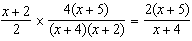 (x + 2)/2 × 4(x + 5)/((x + 4)(x + 2)) = 2(x + 5)/(x + 4)